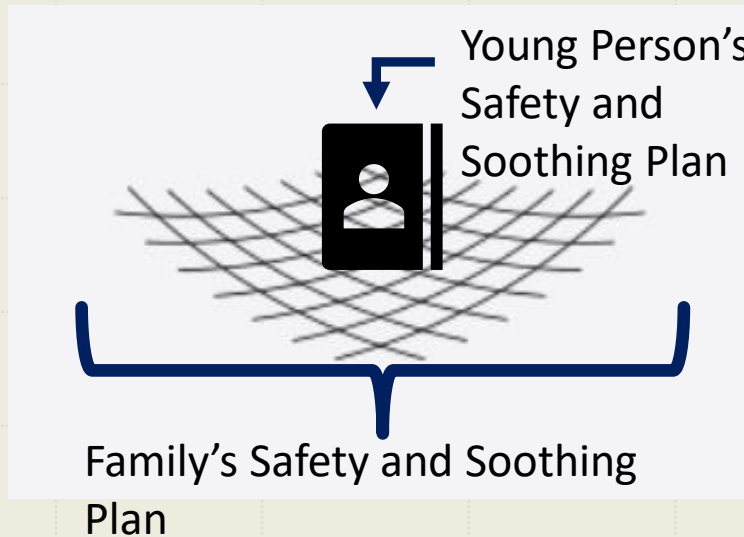 Young Person’s
Safety and
Soothing Plan
Family’s Safety and Soothing
Plan